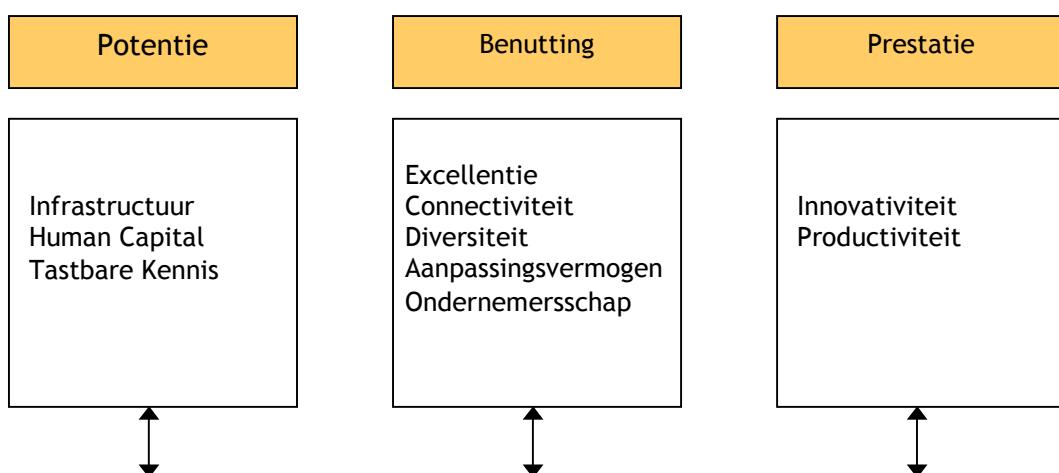 Potentie
Benutting
Prestatie
Infrastructuur
Human Capital
Tastbare Kennis
Excellentie
Connectiviteit
Diversiteit
Aanpassingsvermogen
Ondernemersschap
Innovativiteit
Productiviteit